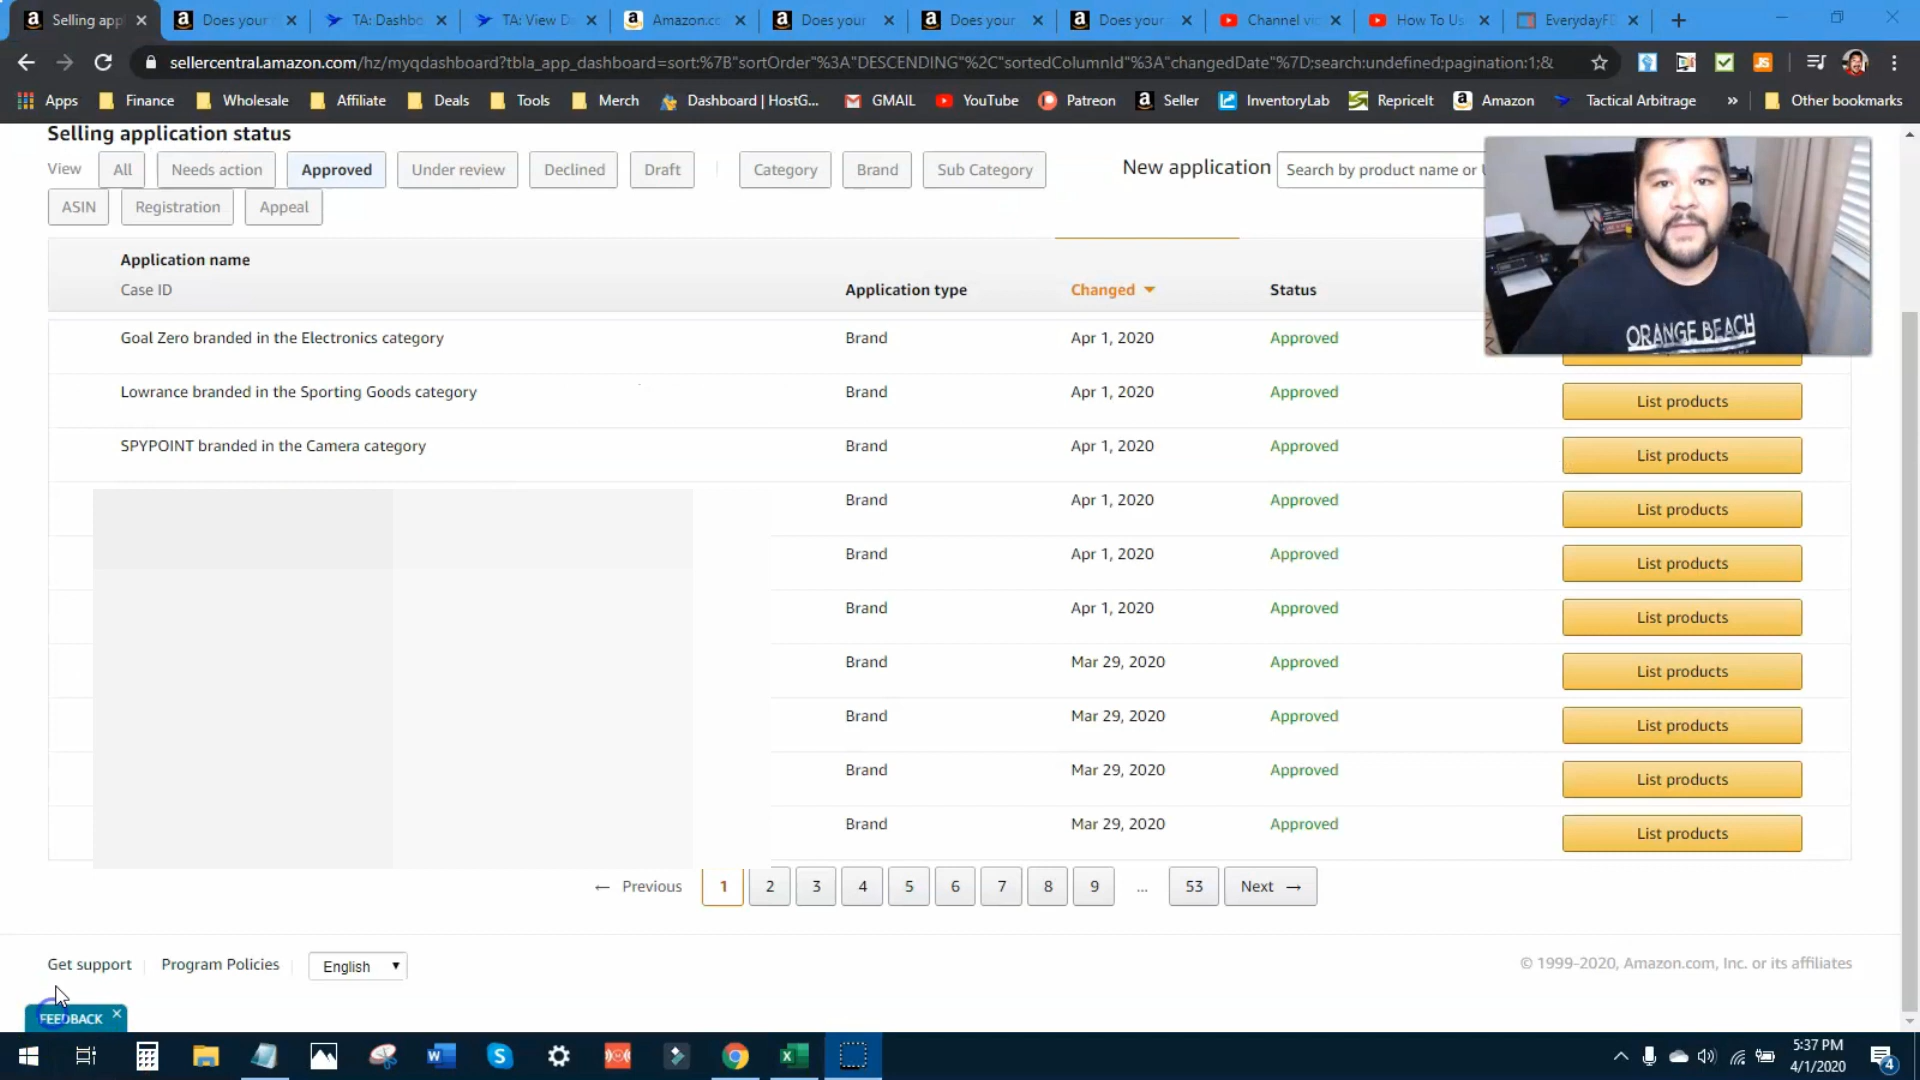 Selling appl
Does your
TA: Dashbo
TA: View D
Amazon.co
Does your
Does your
Does your
Channel vi
How To Us
EverydayFB
sellercentral.amazon.com/hz/myqdashboard?tbla_app_dashboard=sort:%7B"sortOrder"%3A"DESCENDING"%2C"sortedColumnId"%3A"changedDate"%7D;search:undefined;pagination:1;&
Apps Finance Wholesale Affiliate Deals Tools Merch Dashboard | HostG... GMAIL YouTube Patreon Seller InventoryLab RepriceIt Amazon Tactical Arbitrage » Other bookmarks
Selling application status
View All Needs action Approved Under review Declined Draft Category Brand Sub Category
New application Search by product name or U
ASIN Registration Appeal
Application name
Case ID Application type Changed Status
Goal Zero branded in the Electronics category Brand Apr 1, 2020 Approved
Lowrance branded in the Sporting Goods category Brand Apr 1, 2020 Approved List products
SPYPOINT branded in the Camera category Brand Apr 1, 2020 Approved List products
Brand Apr 1, 2020 Approved List products
Brand Apr 1, 2020 Approved List products
Brand Apr 1, 2020 Approved List products
Brand Mar 29, 2020 Approved List products
Brand Mar 29, 2020 Approved List products
Brand Mar 29, 2020 Approved List products
Brand Mar 29, 2020 Approved List products
← Previous 1 2 3 4 5 6 7 8 9 ... 53 Next →
Get support Program Policies English
© 1999-2020, Amazon.com, Inc. or its affiliates
FEEDBACK
ORANGE BEACH
5:37 PM
4/1/2020
4